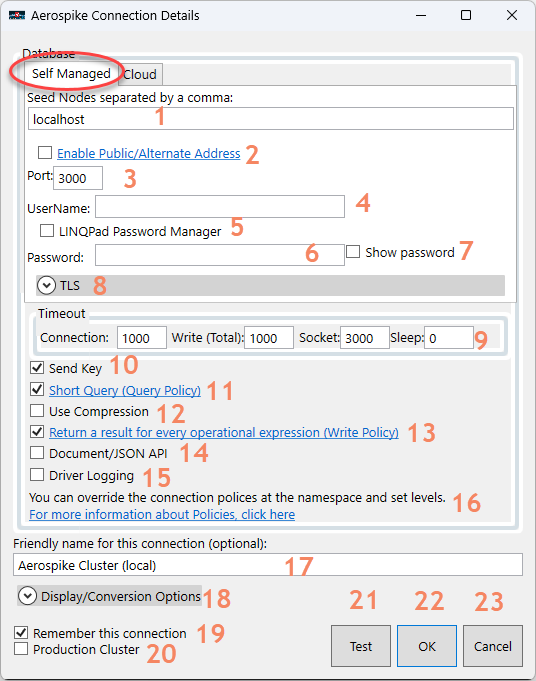 Aerospike Connection Details
Database
Self Managed Cloud
Seed Nodes separated by a comma:
localhost 1
Enable Public/Alternate Address 2
Port: 3000 3
UserName: 4
LINQPad Password Manager 5
Password: 6 Show password 7
TLS 8
Timeout
Connection: 1000 Write (Total): 1000 Socket: 3000 Sleep: 0 9
Send Key 10
Short Query (Query Policy) 11
Use Compression 12
Return a result for every operational expression (Write Policy) 13
Document/JSON API 14
Driver Logging 15
You can override the connection polices at the namespace and set levels. 16
For more information about Policies, click here
Friendly name for this connection (optional):
Aerospike Cluster (local) 17
Display/Conversion Options 18
21 22 23
Remember this connection 19
Production Cluster 20
Test OK Cancel